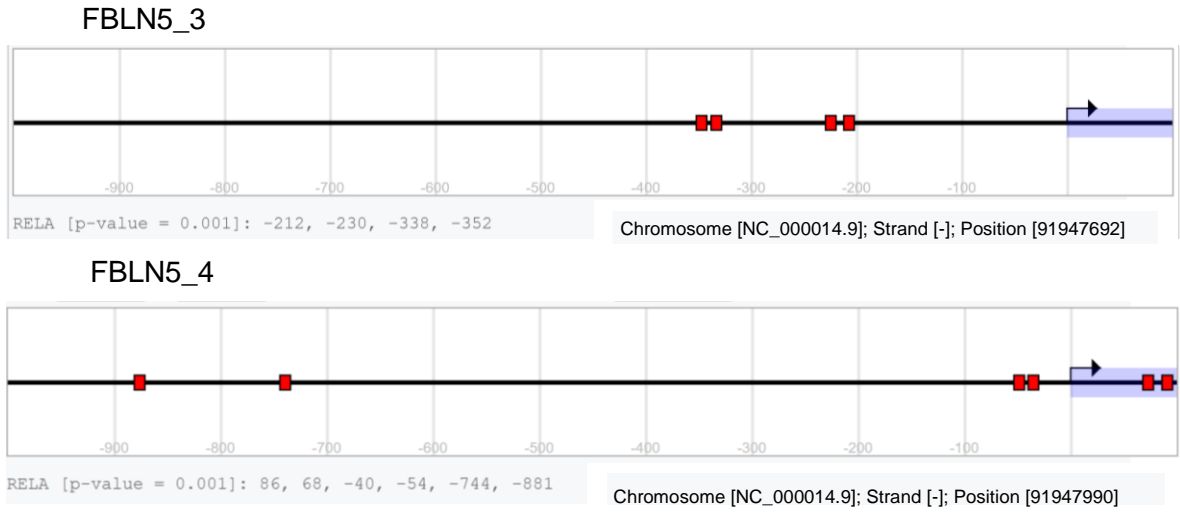 FBLN5_3
-900 -800 -700 -600 -500 -400 -300 -200 -100
RELA [p-value = 0.001]: -212, -230, -338, -352
Chromosome [NC_000014.9]; Strand [-]; Position [91947692]
FBLN5_4
-900 -800 -700 -600 -500 -400 -300 -200 -100
RELA [p-value = 0.001]: 86, 68, -40, -54, -744, -881
Chromosome [NC_000014.9]; Strand [-]; Position [91947990]